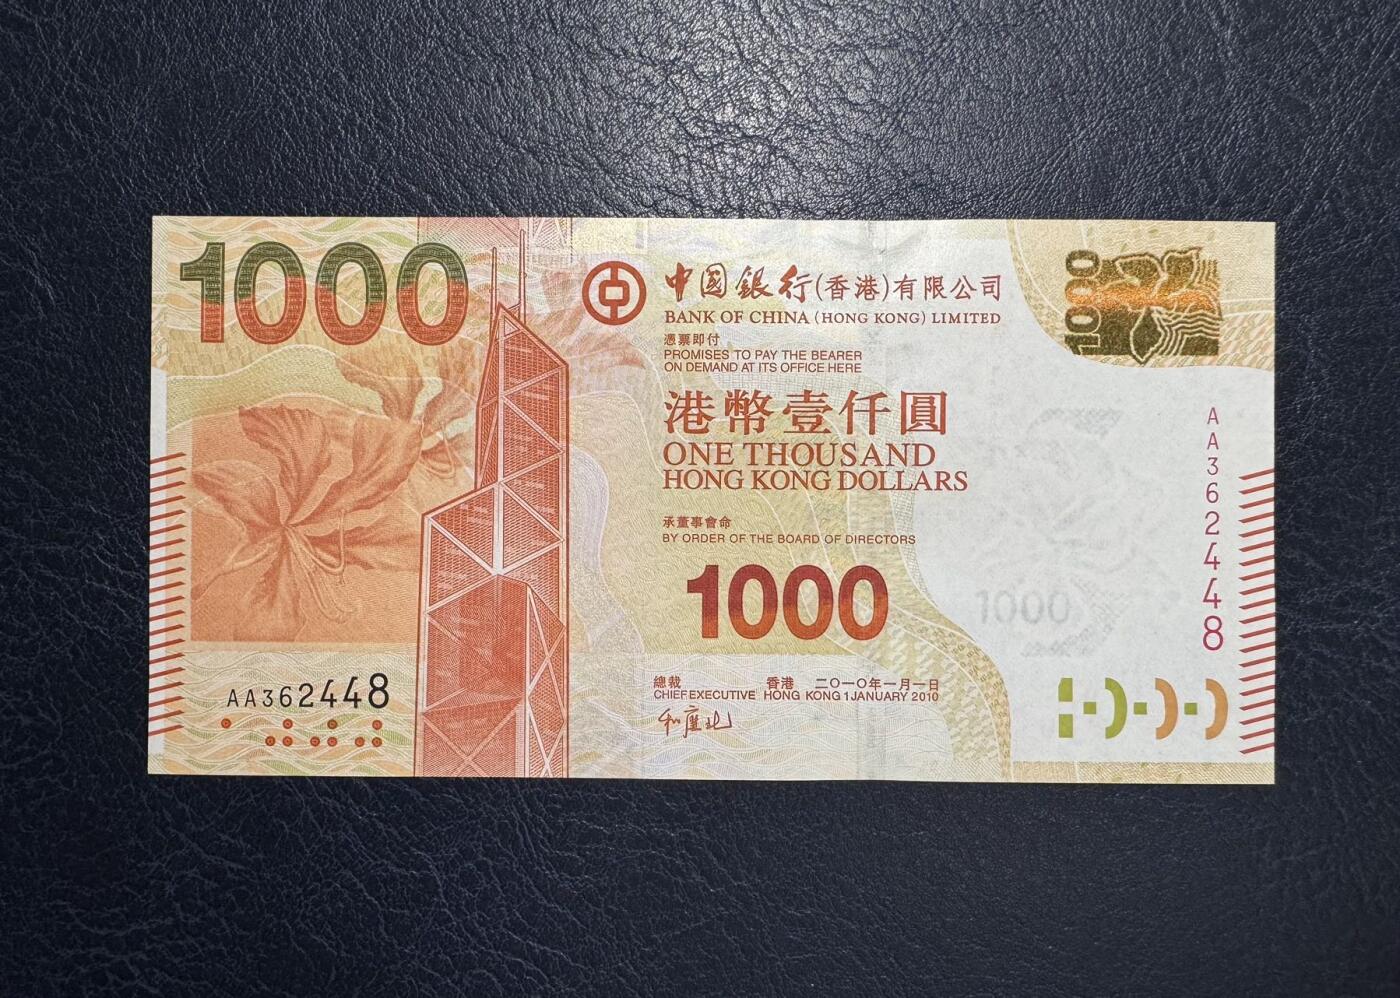 1000
中國銀行(香港)有限公司
BANK OF CHINA (HONG KONG) LIMITED
憑票即付
PROMISES TO PAY THE BEARER
ON DEMAND AT ITS OFFICE HERE
港幣壹仟圓
ONE THOUSAND
HONG KONG DOLLARS
承董事會命
BY ORDER OF THE BOARD OF DIRECTORS
1000
總裁 香港 二〇一〇年一月一日
CHIEF EXECUTIVE HONG KONG 1 JANUARY 2010
AA362448
1000
AA362448
1000